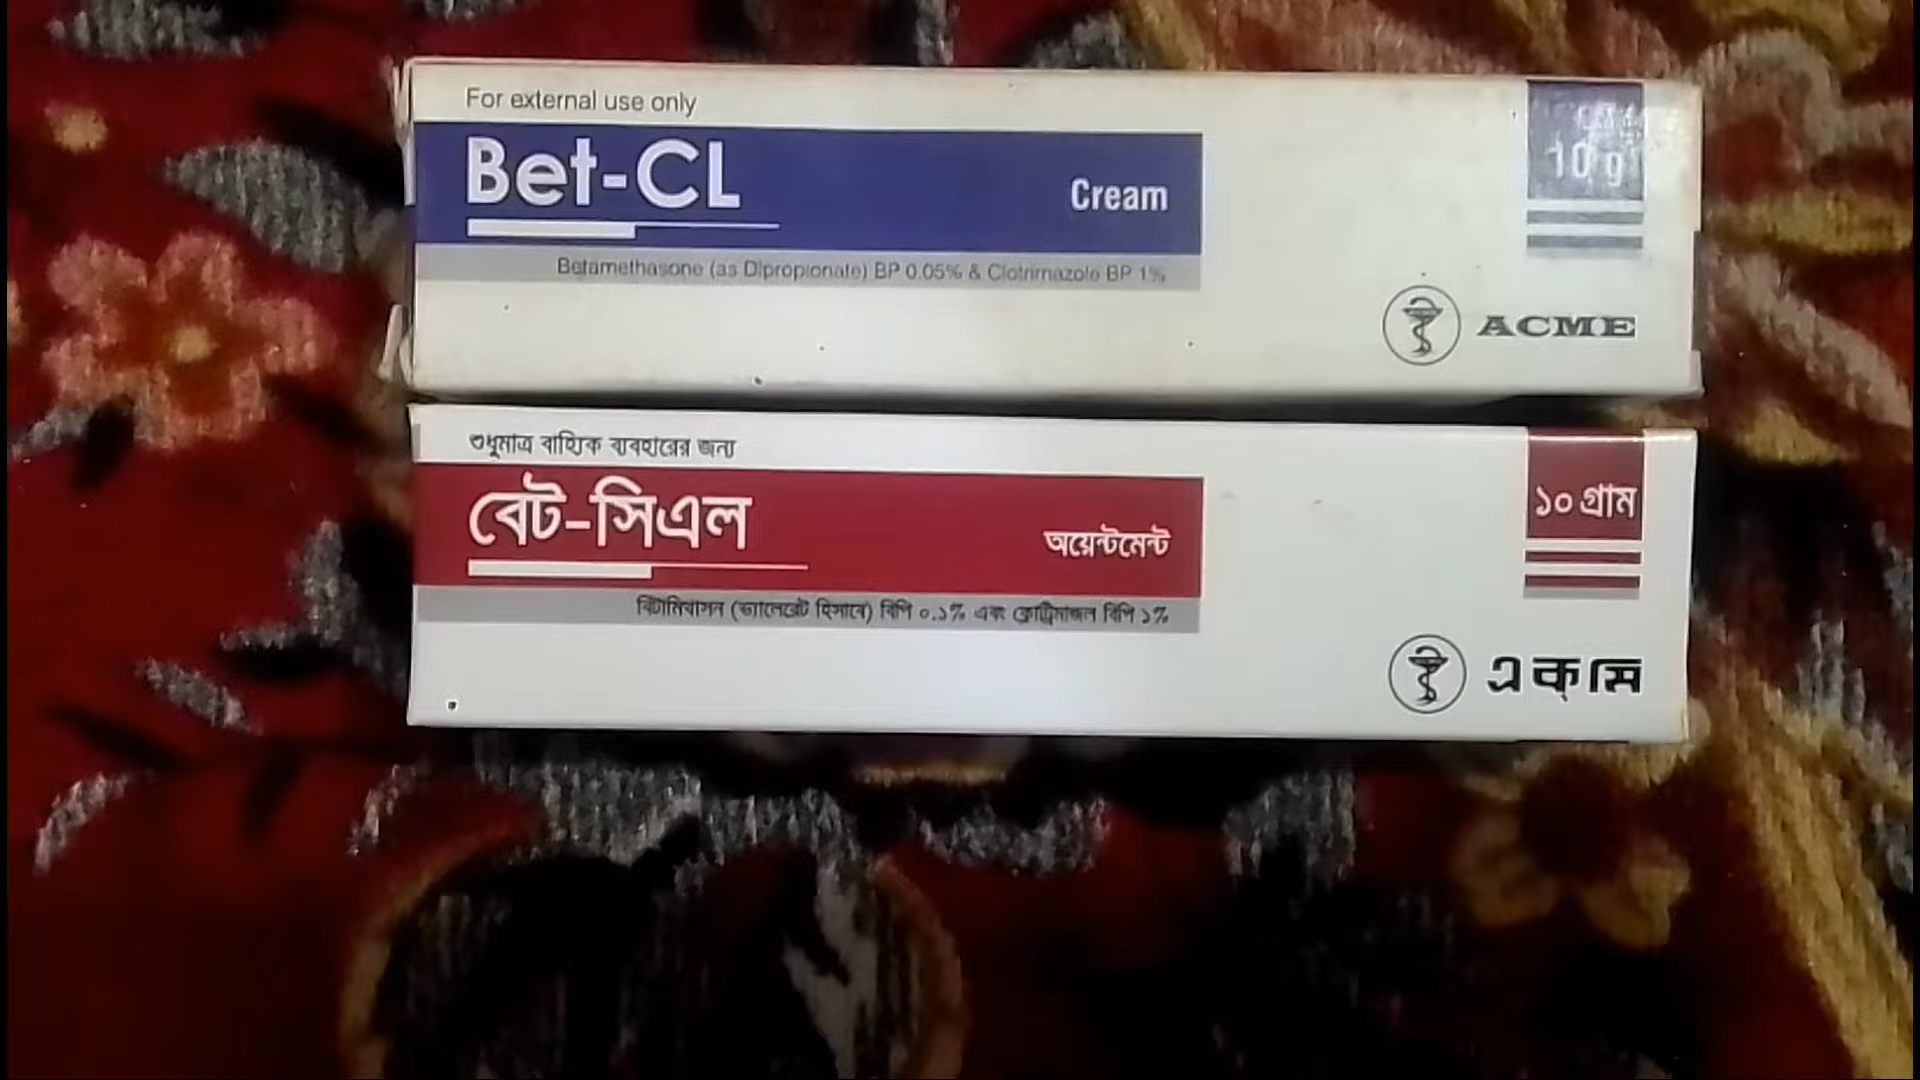 For external use only
Bet-CL
Cream
10 g
Betamethasone (as Dipropionate) BP 0.05% & Clotrimazole BP 1%
ACME
শুধুমাত্র বাহ্যিক ব্যবহারের জন্য
বেট-সিএল
অয়েন্টমেন্ট
১০ গ্রাম
বিটামিথাসন (ভ্যালেরেট হিসাবে) বিপি ০.১% এবং ক্লোট্রিমাজল বিপি ১%
একমি